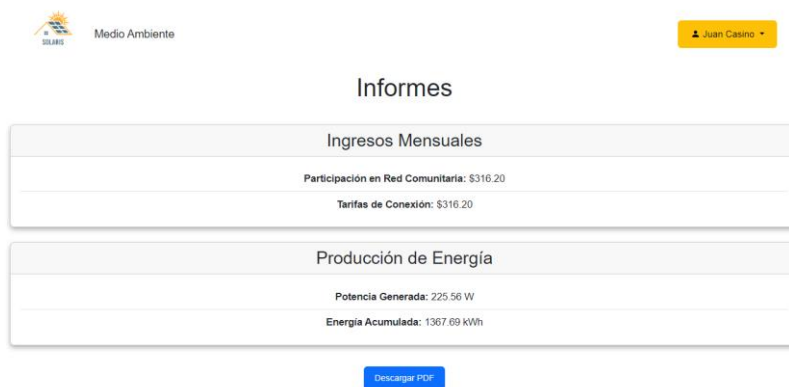 SOLARIS
Medio Ambiente
Juan Casino
Informes
Ingresos Mensuales
Participación en Red Comunitaria: $316.20
Tarifas de Conexión: $316.20
Producción de Energía
Potencia Generada: 225.56 W
Energía Acumulada: 1367.69 kWh
Descargar PDF